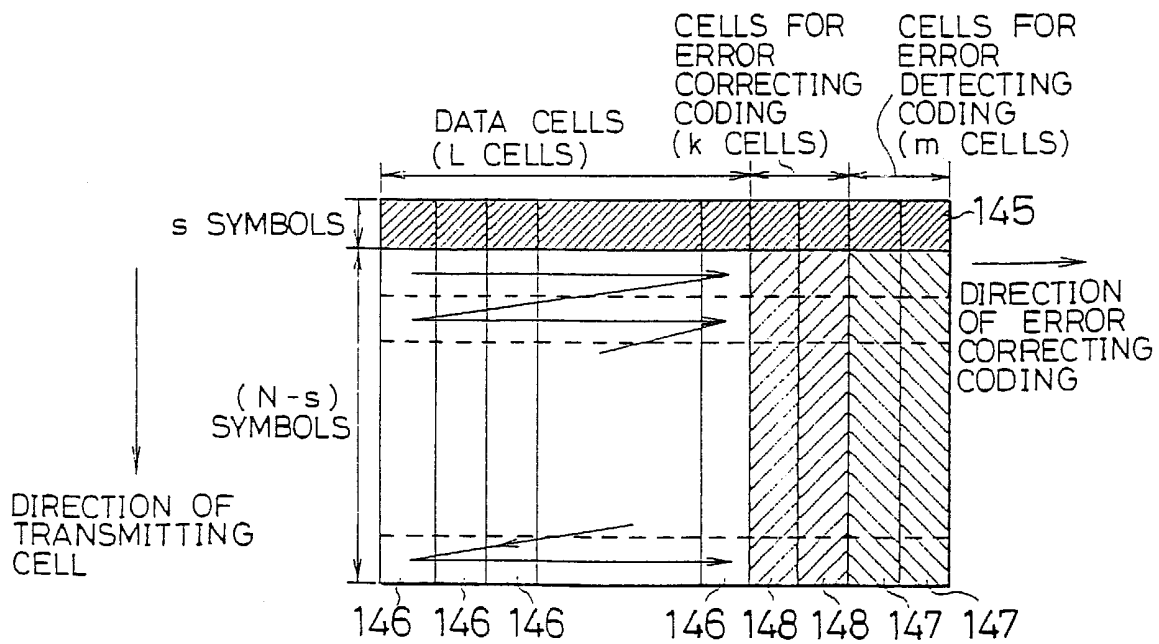 CELLS FOR
ERROR
CORRECTING
CODING
(k CELLS)
CELLS FOR
ERROR
DETECTING
CODING
(m CELLS)
DATA CELLS
(L CELLS)
s SYMBOLS
145
DIRECTION
OF ERROR
CORRECTING
CODING
(N-s)
SYMBOLS
DIRECTION OF
TRANSMITTING
CELL
146 146 146 146 148 148 147 147